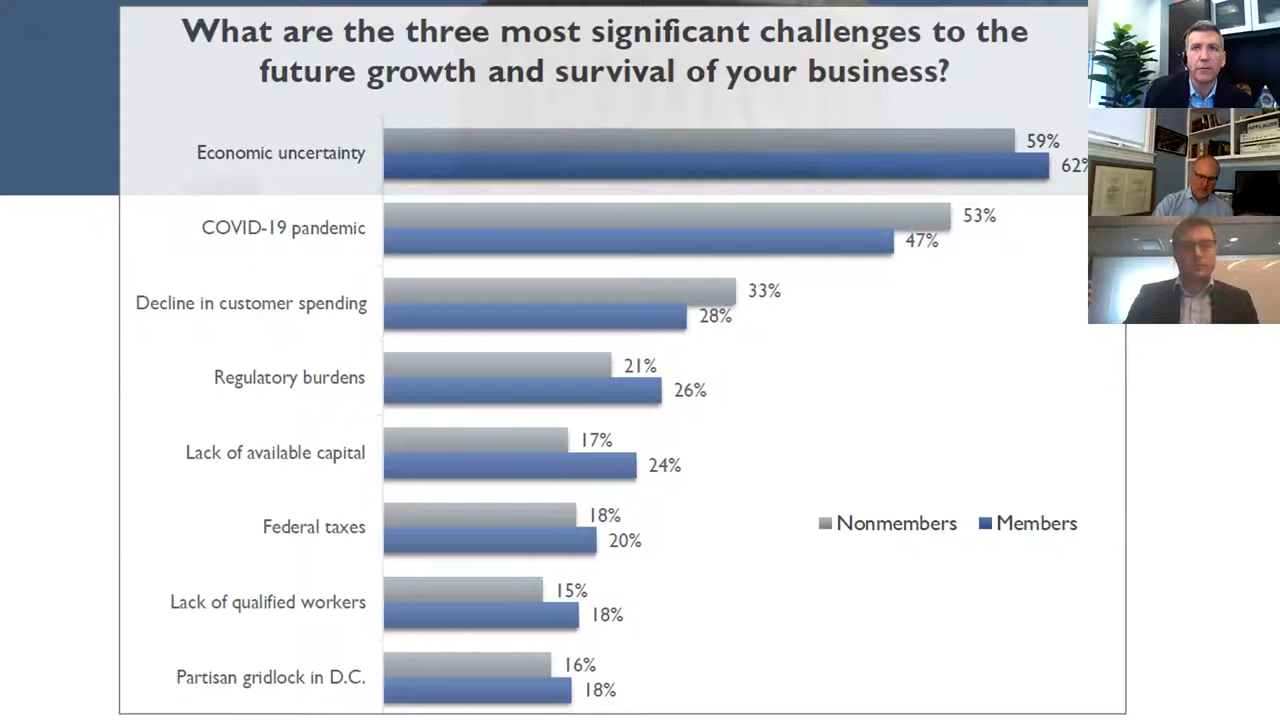 What are the three most significant challenges to the
future growth and survival of your business?
Economic uncertainty
59%
62%
COVID-19 pandemic
53%
47%
Decline in customer spending
33%
28%
Regulatory burdens
21%
26%
Lack of available capital
17%
24%
Federal taxes
18%
20%
Nonmembers Members
Lack of qualified workers
15%
18%
Partisan gridlock in D.C.
16%
18%
APPLAUSE